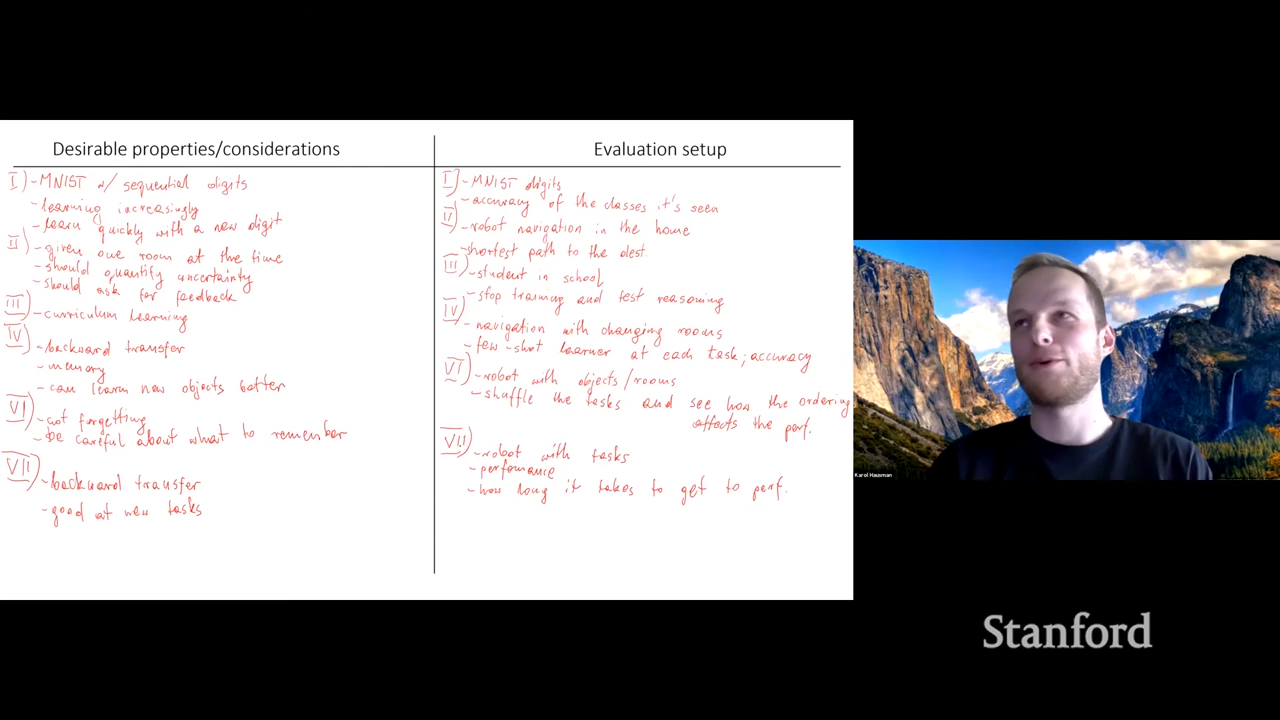 Desirable properties/considerations
I) - MNIST w/ sequential digits
- learning increasingly
- learn quickly with a new digit
II) - given one room at the time
- should quantify uncertainty
- should ask for feedback
III) - curriculum learning
IV)
- backward transfer
- memory
- can learn new objects better
VI) - not forgetting
- be careful about what to remember
VII)
- backward transfer
- good at new tasks
Evaluation setup
I) - MNIST digits
- accuracy of the classes it's seen
II)
- robot navigation in the home
- shortest path to the dest.
III) - student in school
- stop training and test reasoning
IV)
- navigation with changing rooms
- few-shot learner at each task; accuracy
VI) - robot with objects/rooms
- shuffle the tasks and see how the ordering
affects the perf.
VII)
- robot with tasks
- perfomance
- how long it takes to get to perf.
Karol Hausman
Stanford